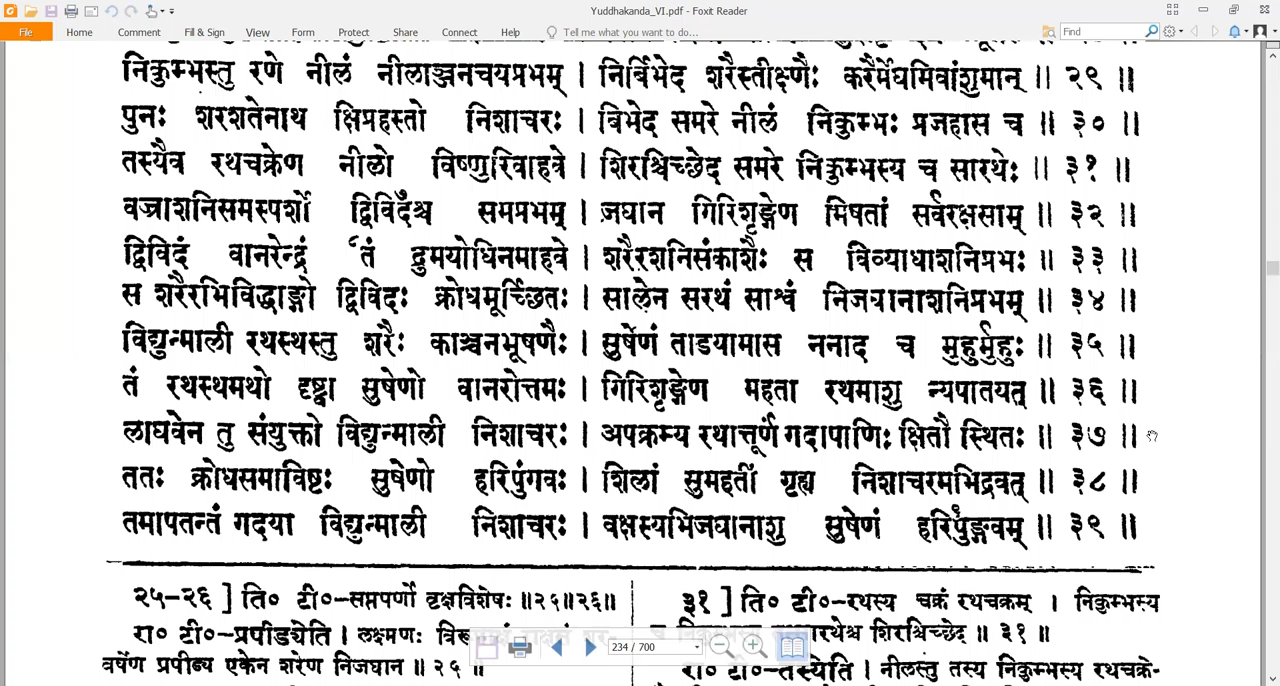 Yuddhakanda_VI.pdf - Foxit Reader
File Home Comment Fill & Sign View Form Protect Share Connect Help Tell me what you want to do... Find
निकुम्भस्तु रणे नीलं नीलाञ्जनचयप्रभम् । निर्बिभेद शरैस्तीक्ष्णैः करैर्मेघमिवांशुमान् ॥ २९ ॥
पुनः शरशतेनाथ क्षिप्रहस्तो निशाचरः । बिभेद समरे नीलं निकुम्भः प्रजहास च ॥ ३० ॥
तस्यैव रथचक्रेण नीलो विष्णुरिवाहवे । शिरश्चिच्छेद समरे निकुम्भस्य च सारथेः ॥ ३१ ॥
वज्राशनिसमस्पर्शो द्विविदश्च समप्रभम् । जघान गिरिशृङ्गेण मिषतां सर्वरक्षसाम् ॥ ३२ ॥
द्विविदं वानरेन्द्रं तं द्रुमयोधिनमाहवे । शरैरशनिसंकाशैः स विव्याधाशनिप्रभः ॥ ३३ ॥
स शरैरभिविद्धाङ्गो द्विविदः क्रोधमूर्च्छितः । सालेन सरथं साश्वं निजघानाशनिप्रभम् ॥ ३४ ॥
विद्युन्माली रथस्थस्तु शरैः काञ्चनभूषणैः । सुषेणं ताडयामास ननाद च मुहुर्मुहुः ॥ ३५ ॥
तं रथस्थमथो दृष्ट्वा सुषेणो वानरोत्तमः । गिरिशृङ्गेण महता रथमाशु न्यपातयत् ॥ ३६ ॥
लाघवेन तु संयुक्तो विद्युन्माली निशाचरः । अपक्रम्य रथात्तूर्णं गदापाणिः क्षितौ स्थितः ॥ ३७ ॥
ततः क्रोधसमाविष्टः सुषेणो हरिपुंगवः । शिलां सुमहतीं गृह्य निशाचरमभिद्रवत् ॥ ३८ ॥
तमापतन्तं गदया विद्युन्माली निशाचरः । वक्षस्यभिजघानाशु सुषेणं हरिपुङ्गवम् ॥ ३९ ॥
२५-२६ ] ति० टी०-सप्तपर्णो वृक्षविशेषः ॥२५॥२६॥
रा० टी०-प्रपीड्येति । लक्ष्मणः
वर्षेण प्रपीड्य एकेन शरेण निजघान ॥ २५ ॥
३१ ] ति० टी०-रथस्य चक्रं रथचक्रम् । निकुम्भस्य
शिरश्चिच्छेद ॥ ३१ ॥
रा० टी०-तस्येति । नीलस्तु तस्य निकुम्भस्य रथचक्रे-
234 / 700